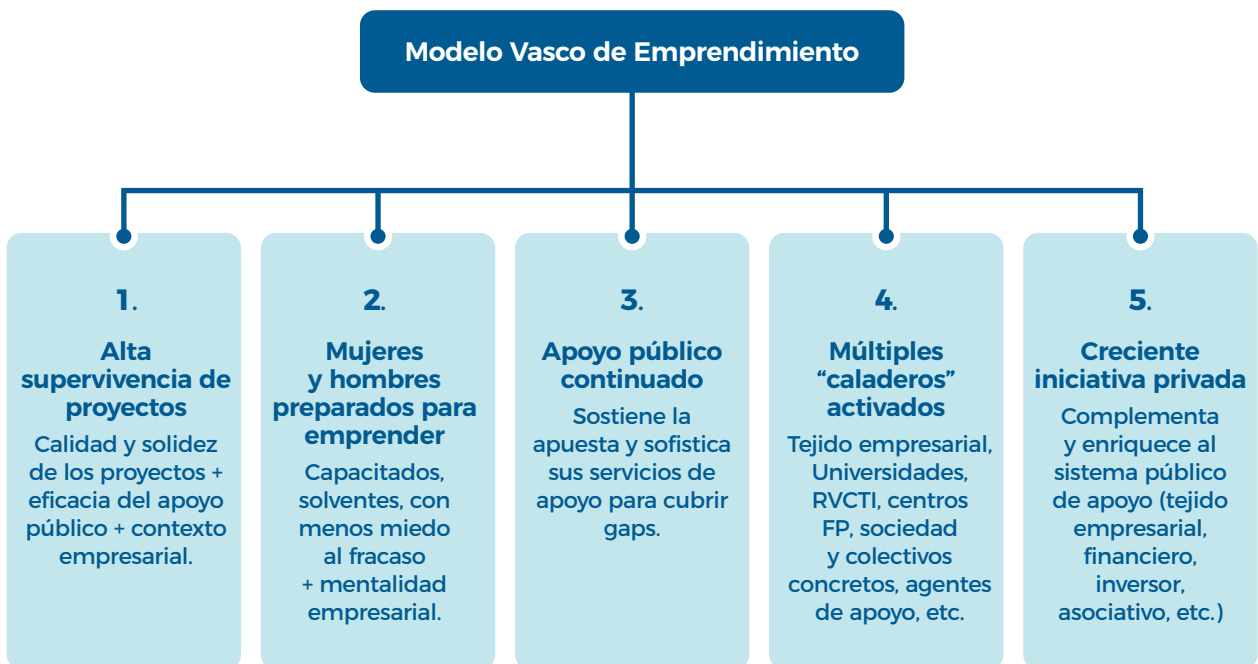 Modelo Vasco de Emprendimiento
1.
Alta
supervivencia de
proyectos
Calidad y solidez
de los proyectos +
eficacia del apoyo
público + contexto
empresarial.
2.
Mujeres
y hombres
preparados para
emprender
Capacitados,
solventes, con
menos miedo
al fracaso
+ mentalidad
empresarial.
3.
Apoyo público
continuado
Sostiene la
apuesta y sofistica
sus servicios de
apoyo para cubrir
gaps.
4.
Múltiples
“caladeros”
activados
Tejido empresarial,
Universidades,
RVCTI, centros
FP, sociedad
y colectivos
concretos, agentes
de apoyo, etc.
5.
Creciente
iniciativa privada
Complementa
y enriquece al
sistema público
de apoyo (tejido
empresarial,
financiero,
inversor,
asociativo, etc.)